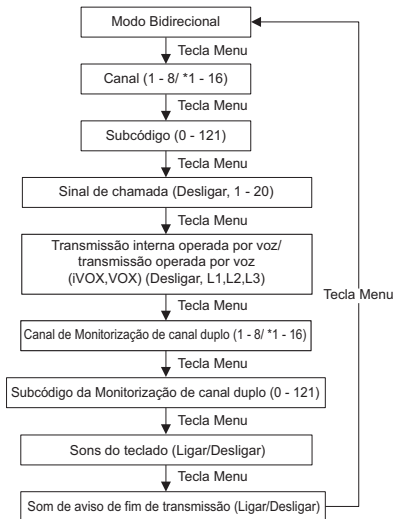 Modo Bidirecional
Tecla Menu
Canal (1 - 8/ *1 - 16)
Tecla Menu
Subcódigo (0 - 121)
Tecla Menu
Sinal de chamada (Desligar, 1 - 20)
Tecla Menu
Transmissão interna operada por voz/
transmissão operada por voz
(iVOX,VOX) (Desligar, L1,L2,L3)
Tecla Menu
Tecla Menu
Canal de Monitorização de canal duplo (1 - 8/ *1 - 16)
Tecla Menu
Subcódigo da Monitorização de canal duplo (0 - 121)
Tecla Menu
Sons do teclado (Ligar/Desligar)
Tecla Menu
Som de aviso de fim de transmissão (Ligar/Desligar)